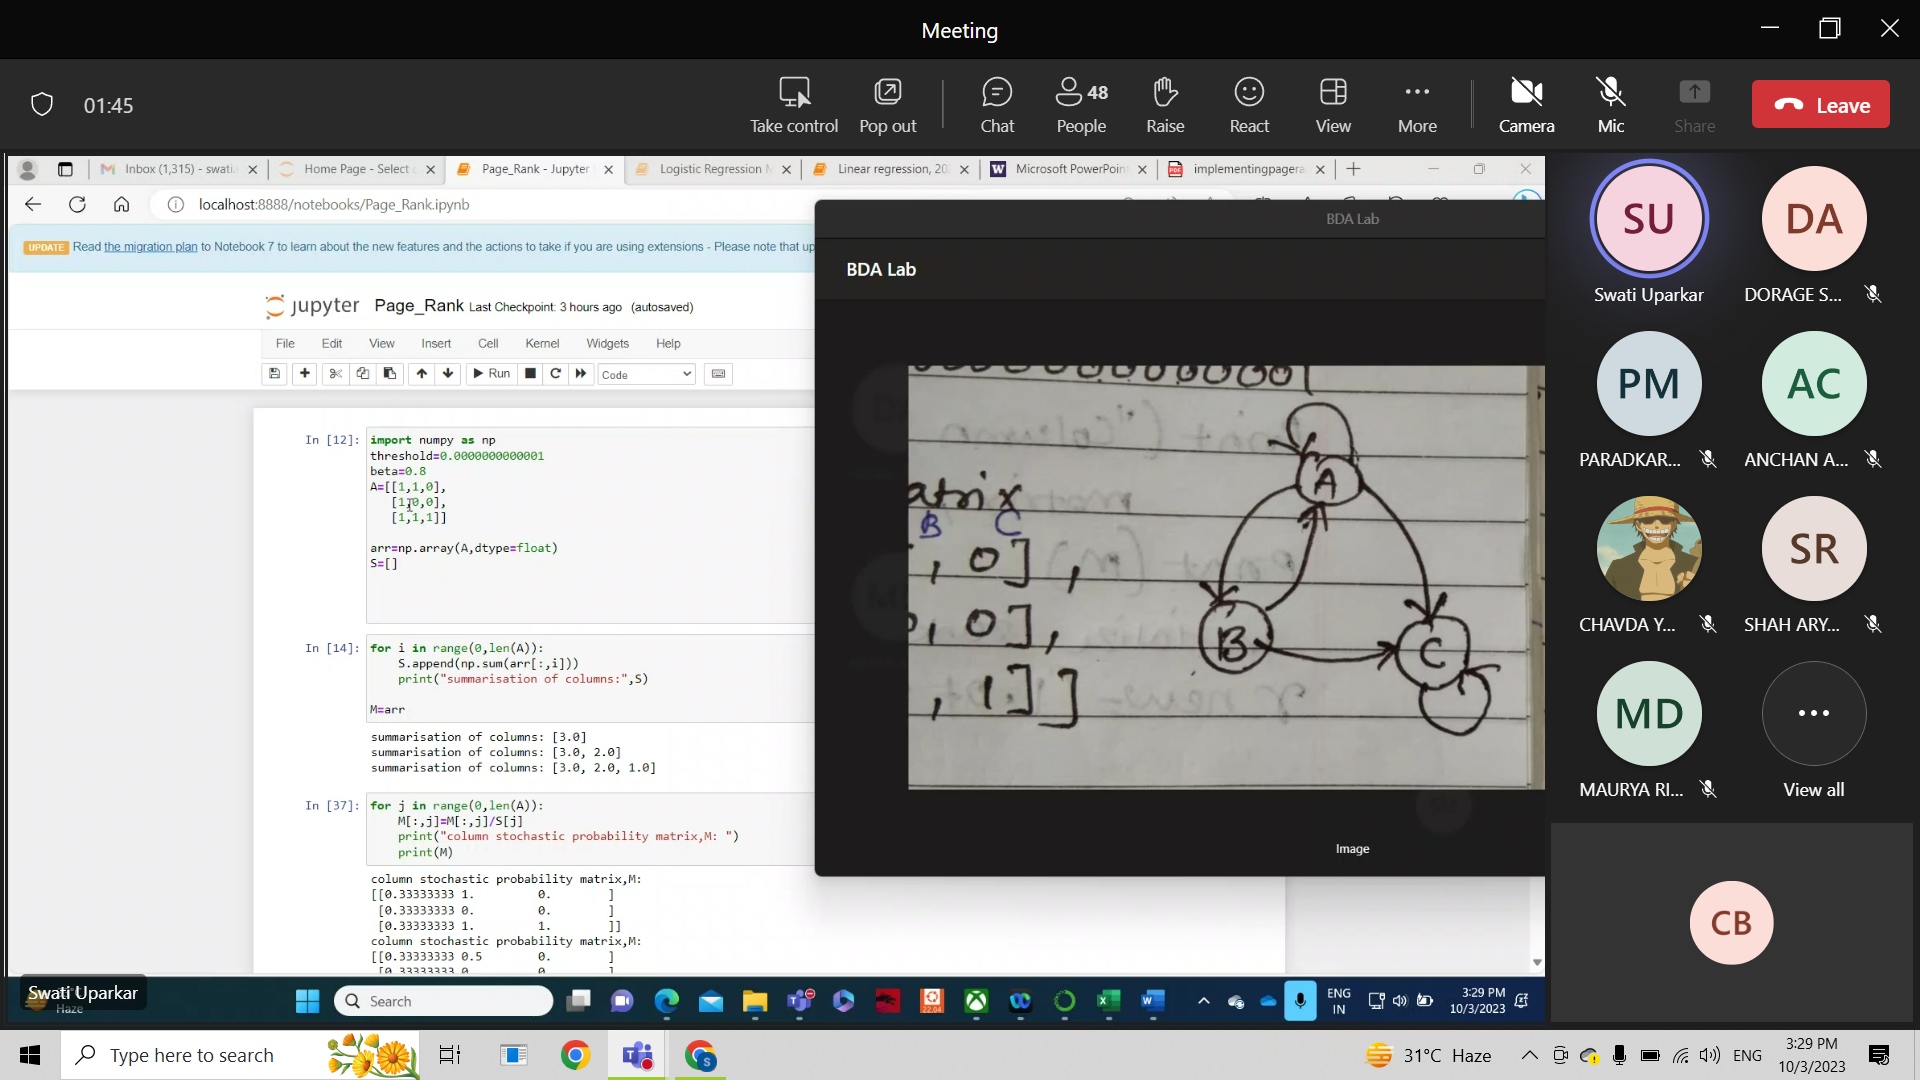 Meeting
01:45
Take control
Pop out
Chat
48
People
Raise
React
View
More
Camera
Mic
Share
Leave
Inbox (1,315) - swati.
Home Page - Select
Page_Rank - Jupyter
Logistic Regression
Linear regression, 20
Microsoft PowerPoint
implementingpagera
localhost:8888/notebooks/Page_Rank.ipynb
UPDATE Read the migration plan to Notebook 7 to learn about the new features and the actions to take if you are using extensions - Please note that up
jupyter Page_Rank Last Checkpoint: 3 hours ago (autosaved)
File Edit View Insert Cell Kernel Widgets Help
Run
Code
In [12]: import numpy as np
threshold=0.0000000000001
beta=0.8
A=[[1,1,0],
[1,0,0],
[1,1,1]]
arr=np.array(A,dtype=float)
S=[]
In [14]: for i in range(0,len(A)):
S.append(np.sum(arr[:,i]))
print("summarisation of columns:",S)
M=arr
summarisation of columns: [3.0]
summarisation of columns: [3.0, 2.0]
summarisation of columns: [3.0, 2.0, 1.0]
In [37]: for j in range(0,len(A)):
M[:,j]=M[:,j]/S[j]
print("column stochastic probability matrix,M: ")
print(M)
column stochastic probability matrix,M:
[[0.33333333 1. 0. ]
[0.33333333 0. 0. ]
[0.33333333 1. 1. ]]
column stochastic probability matrix,M:
[[0.33333333 0.5 0. ]
BDA Lab
BDA Lab
atrix
B C
, 0] ,
, 0] ,
, 1] ]
A
B
C
Image
SU
Swati Uparkar
DA
DORAGE S...
PM
PARADKAR...
AC
ANCHAN A...
CHAVDA Y...
SR
SHAH ARY...
MD
MAURYA RI...
View all
CB
Swati Uparkar
Haze
Search
22.04
ENG
IN
3:29 PM
10/3/2023
Type here to search
31°C Haze
ENG
3:29 PM
10/3/2023